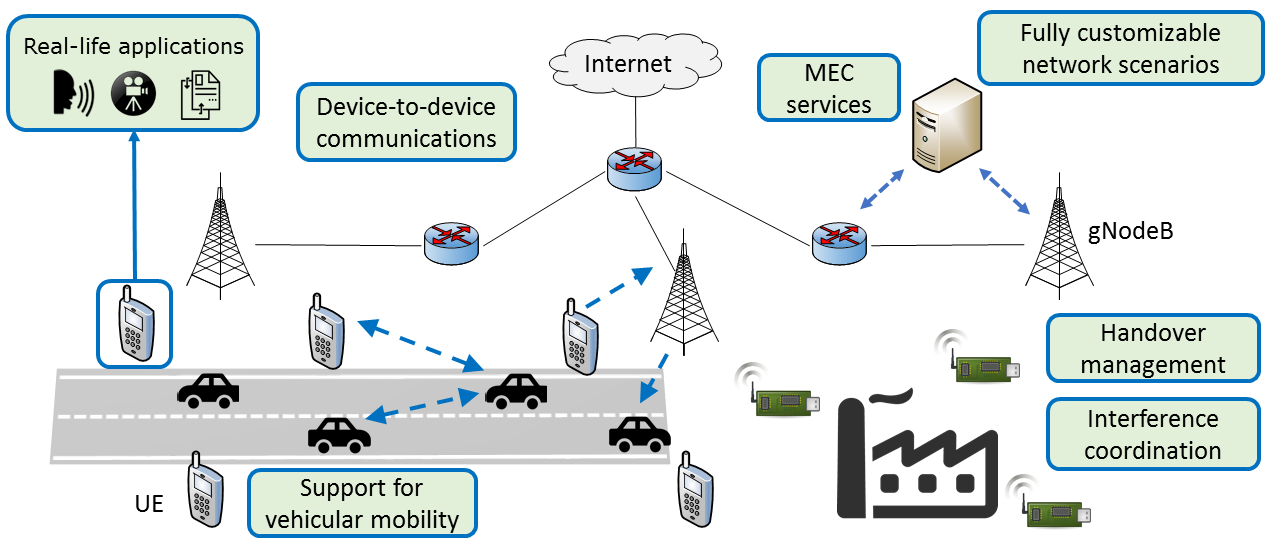 Real-life applications
Internet
Device-to-device
communications
MEC
services
Fully customizable
network scenarios
gNodeB
Handover
management
Interference
coordination
UE
Support for
vehicular mobility